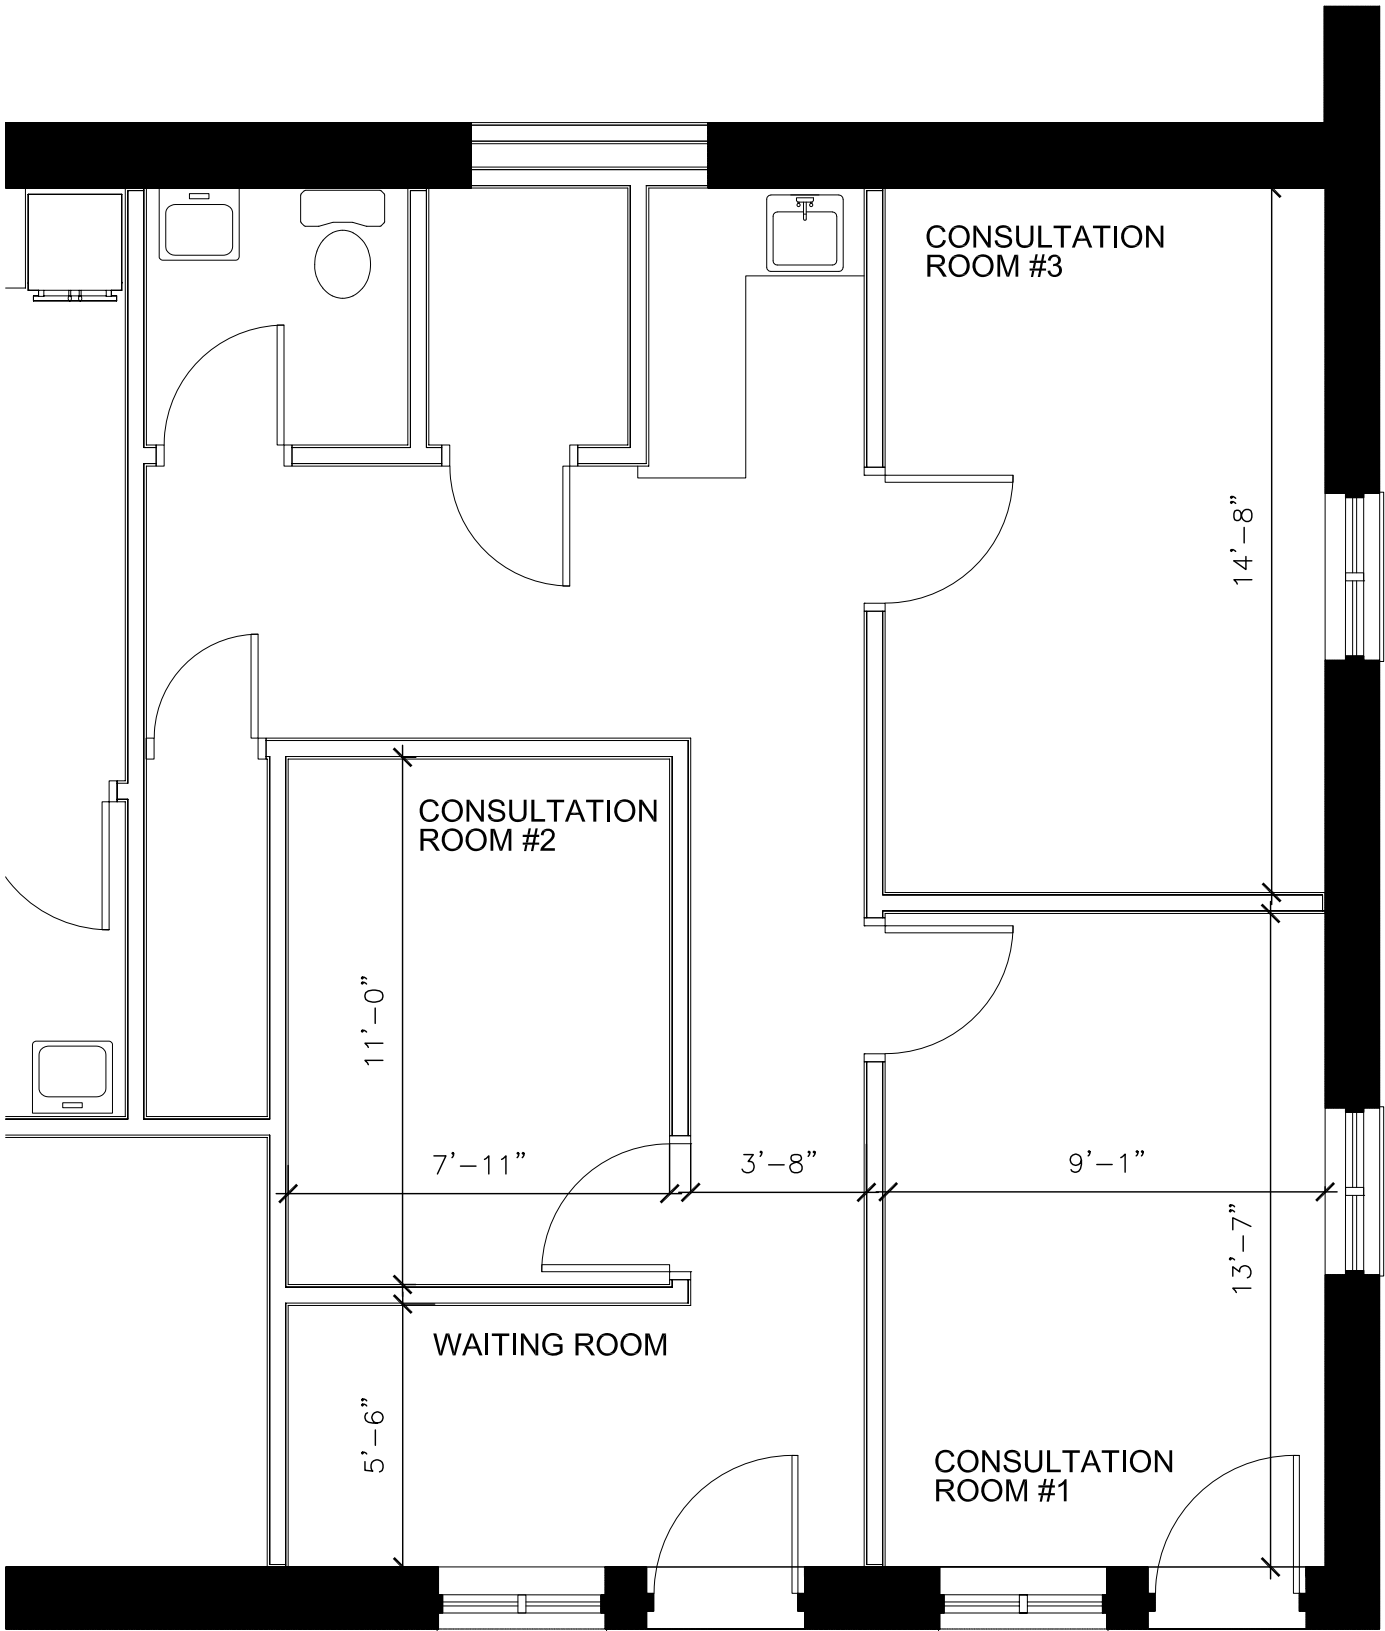 CONSULTATION
ROOM #3
14'-8"
CONSULTATION
ROOM #2
11'-0"
7'-11"
3'-8"
9'-1"
13'-7"
WAITING ROOM
5'-6"
CONSULTATION
ROOM #1